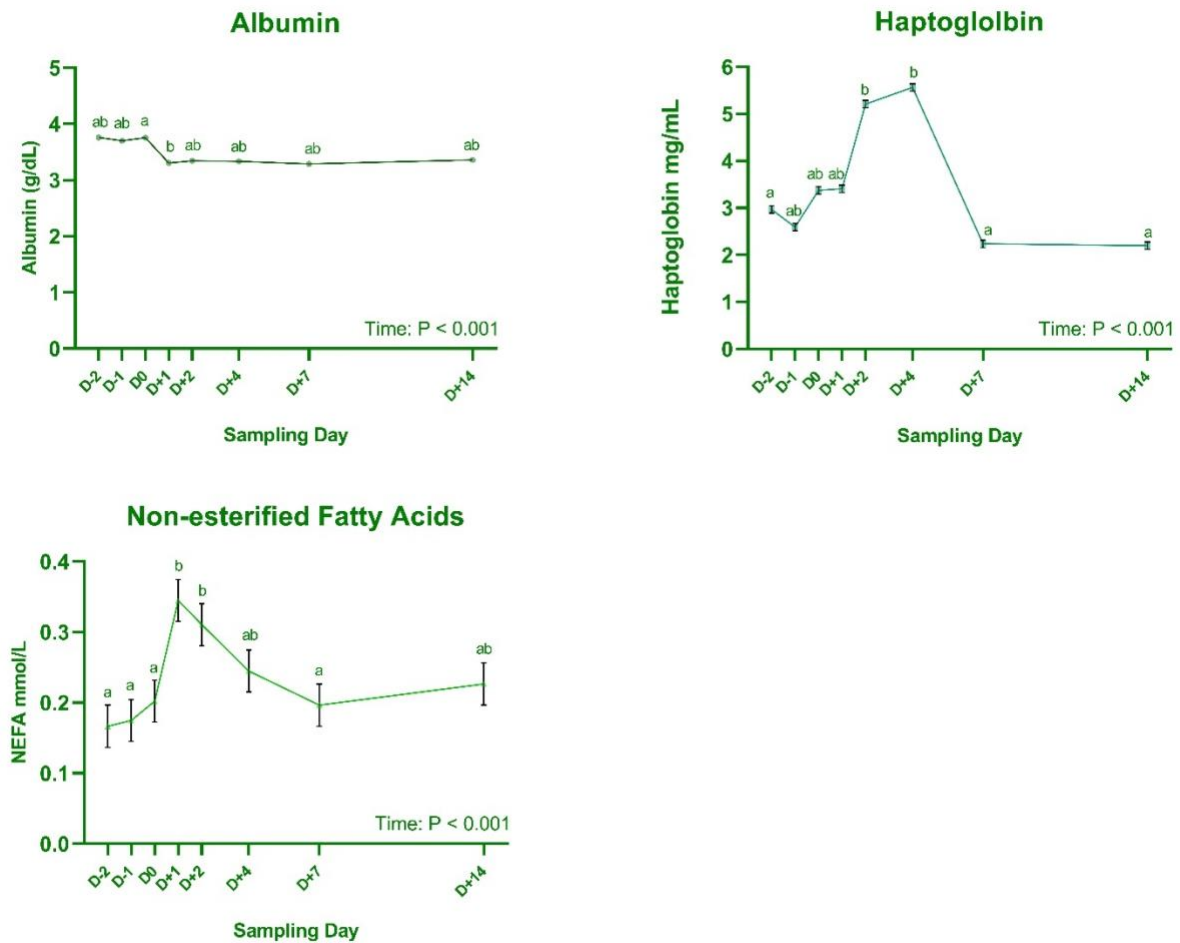 Albumin
Albumin (g/dL)
5
4
3
2
1
0
ab ab a b ab ab ab ab
Time: P < 0.001
D-2 D-1 D0 D+1 D+2 D+4 D+7 D+14
Sampling Day
Haptoglolbin
Haptoglobin mg/mL
6
5
4
3
2
1
0
a ab ab ab b b a a
Time: P < 0.001
D-2 D-1 D0 D+1 D+2 D+4 D+7 D+14
Sampling Day
Non-esterified Fatty Acids
NEFA mmol/L
0.4
0.3
0.2
0.1
0.0
a a a b b ab a ab
Time: P < 0.001
D-2 D-1 D0 D+1 D+2 D+4 D+7 D+14
Sampling Day